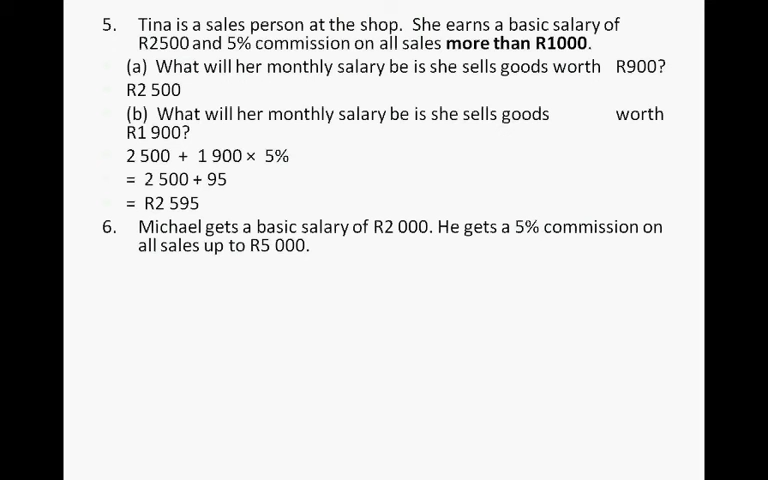 5. Tina is a sales person at the shop. She earns a basic salary of
R2500 and 5% commission on all sales more than R1000.
(a) What will her monthly salary be is she sells goods worth R900?
R2 500
(b) What will her monthly salary be is she sells goods worth
R1 900?
2 500 + 1 900 × 5%
= 2 500 + 95
= R2 595
6. Michael gets a basic salary of R2 000. He gets a 5% commission on
all sales up to R5 000.